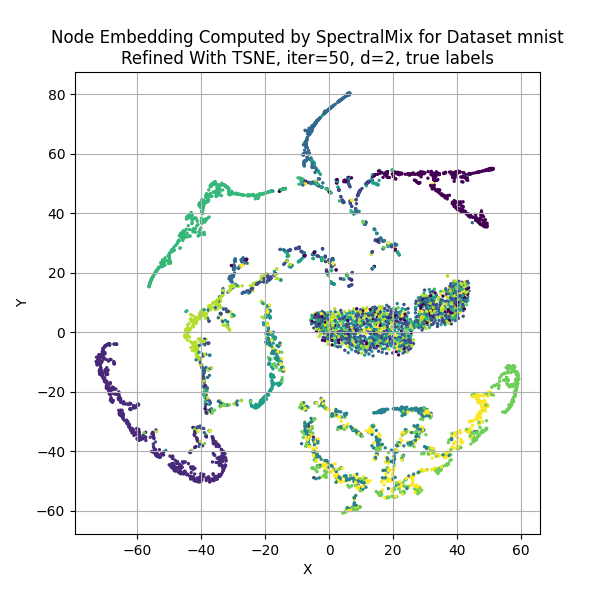 Node Embedding Computed by SpectralMix for Dataset mnist
Refined With TSNE, iter=50, d=2, true labels
80
60
40
20
0
−20
−40
−60
Y
−60 −40 −20 0 20 40 60
X